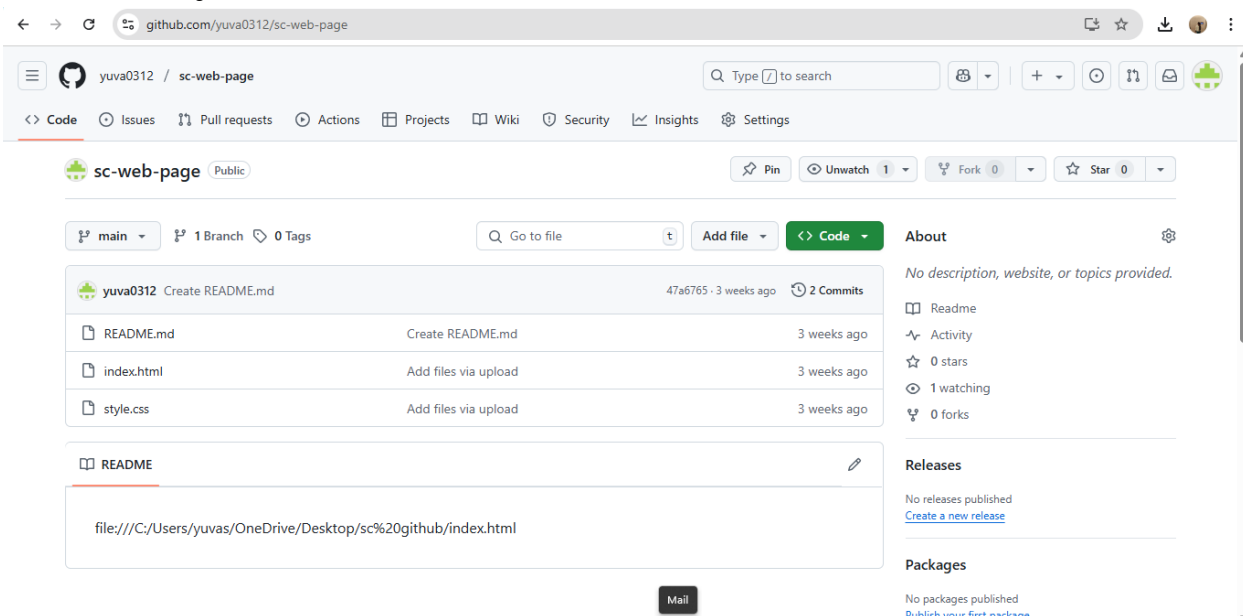 github.com/yuva0312/sc-web-page
yuva0312 / sc-web-page
Type / to search
Code Issues Pull requests Actions Projects Wiki Security Insights Settings
sc-web-page Public
Pin Unwatch 1 Fork 0 Star 0
main 1 Branch 0 Tags Go to file t Add file Code
yuva0312 Create README.md 47a6765 · 3 weeks ago 2 Commits
README.md Create README.md 3 weeks ago
index.html Add files via upload 3 weeks ago
style.css Add files via upload 3 weeks ago
README
file:///C:/Users/yuvas/OneDrive/Desktop/sc%20github/index.html
About
No description, website, or topics provided.
Readme
Activity
0 stars
1 watching
0 forks
Releases
No releases published
Create a new release
Packages
No packages published
Publish your first package
Mail